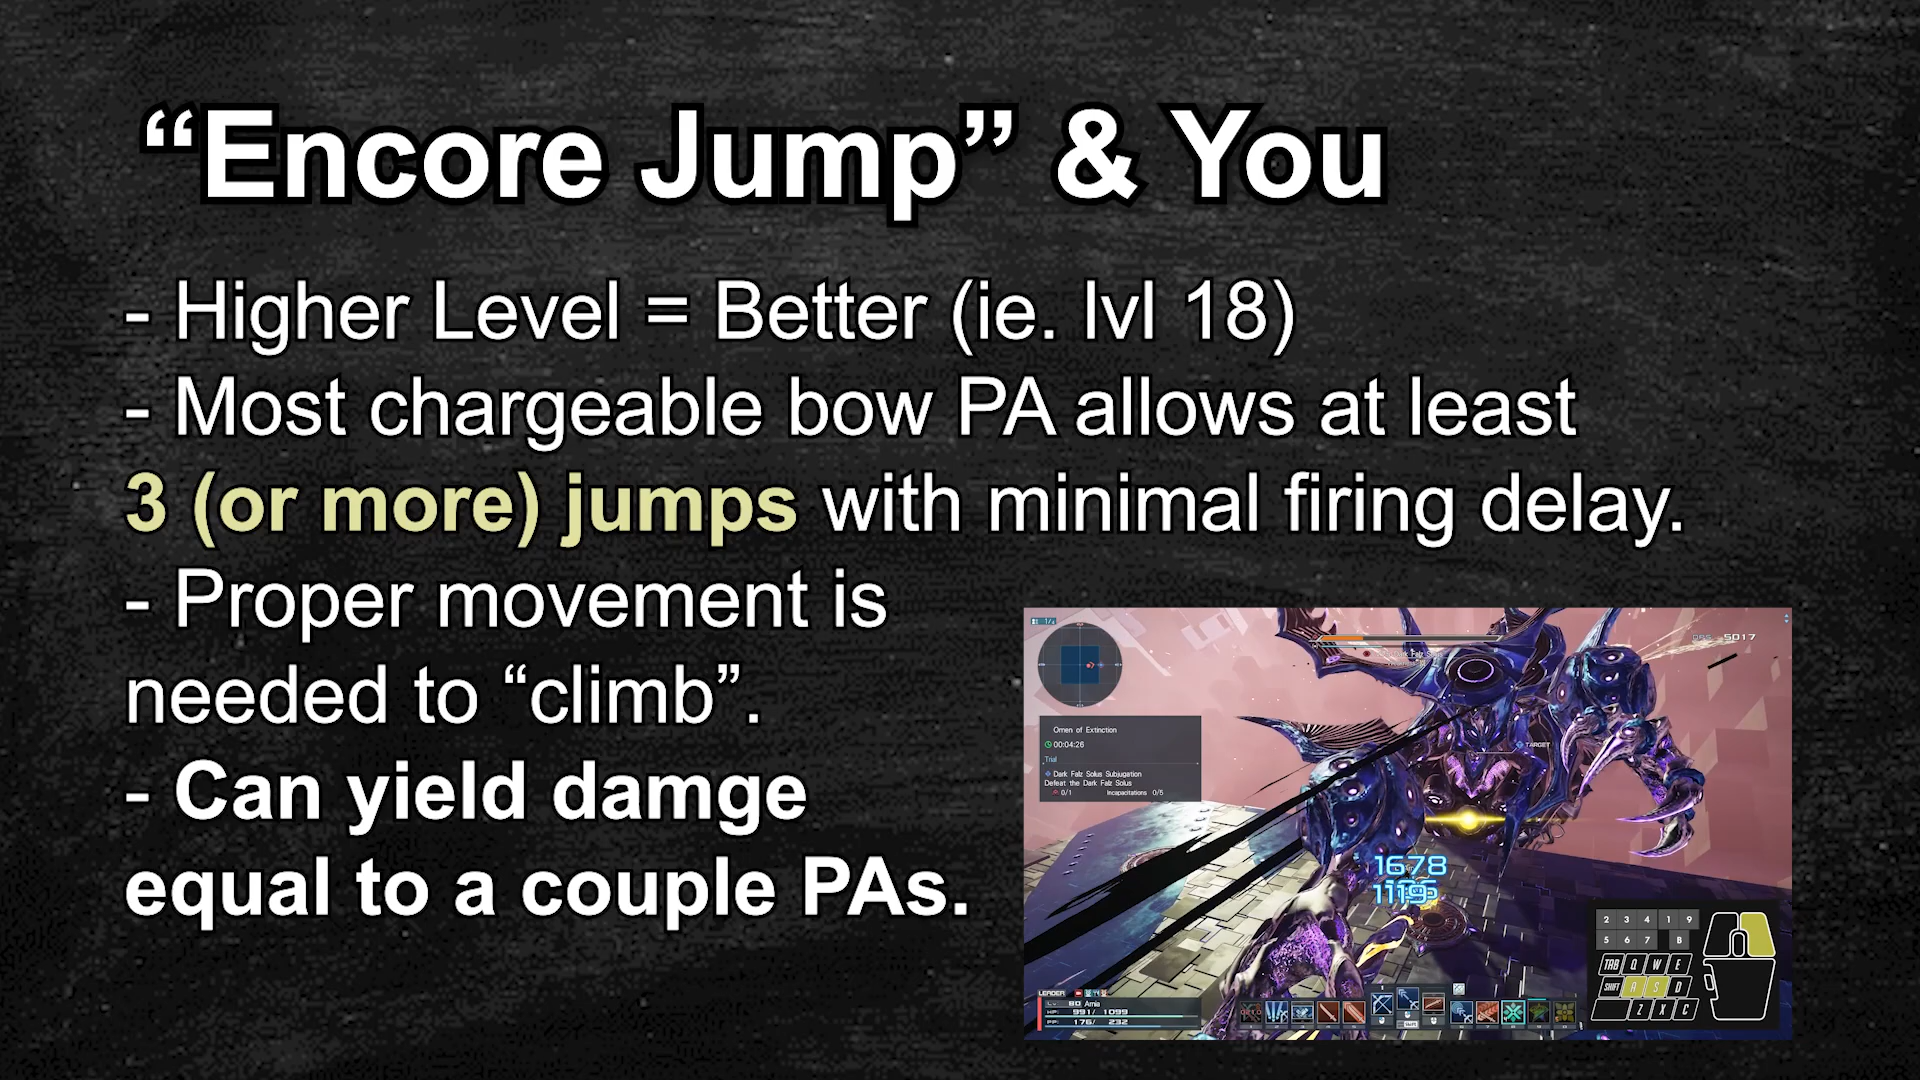 “Encore Jump” & You
- Higher Level = Better (ie. lvl 18)
- Most chargeable bow PA allows at least
3 (or more) jumps with minimal firing delay.
- Proper movement is
needed to “climb”.
- Can yield damge
equal to a couple PAs.
5017
Omen of Extinction
00:04:26
Trial
Dark Falz Solus Subjugation
Defeat the Dark Falz Solus
0/1 Incapacitations 0/5
TARGET
1678
LEADER
80 Arnia
HP: 991/ 1099
PP: 176/ 232
2 3 4 1 9
5 6 7 B
TAB Q W E
SHIFT A S D
Z X C